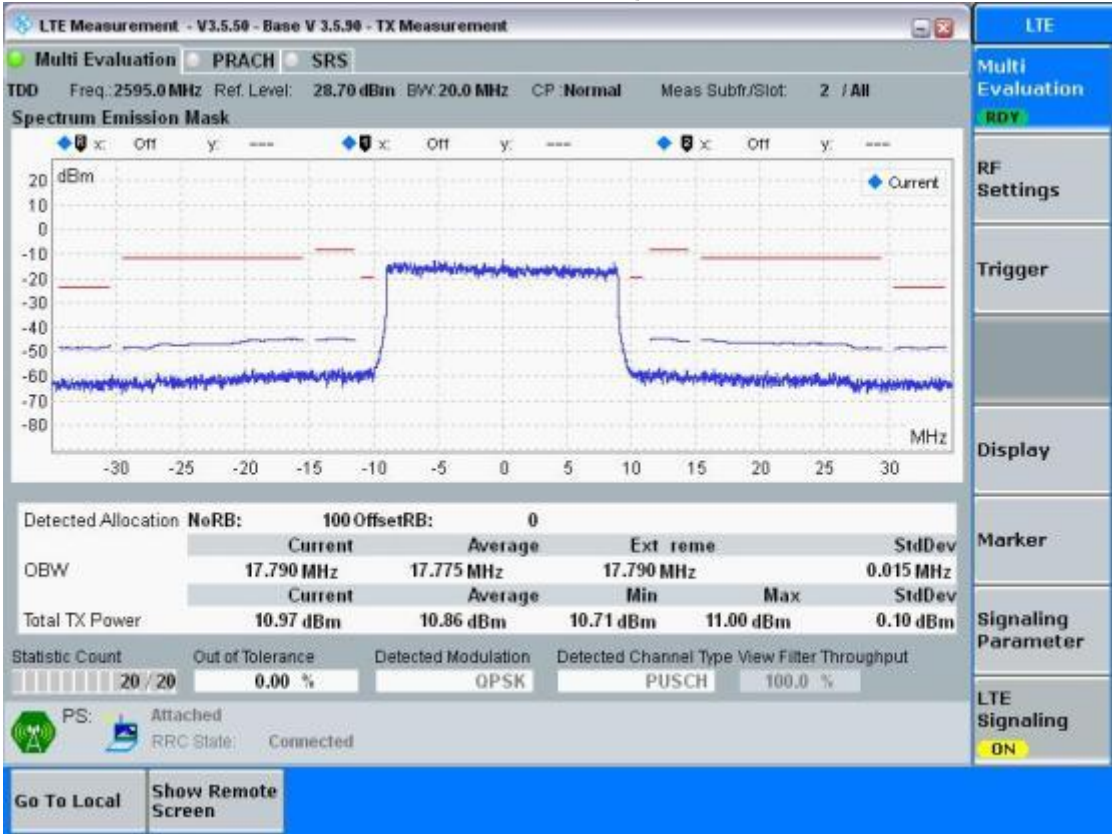 LTE Measurement - V3.5.50 - Base V 3.5.90 - TX Measurement
LTE
Multi Evaluation PRACH SRS
TDD Freq.:2595.0 MHz Ref. Level: 28.70 dBm BW:20.0 MHz CP :Normal Meas Subfr./Slot: 2 / All
Spectrum Emission Mask
x: Off y: --- x: Off y: --- x: Off y: ---
dBm
Current
20
10
0
-10
-20
-30
-40
-50
-60
-70
-80
MHz
-30 -25 -20 -15 -10 -5 0 5 10 15 20 25 30
Detected Allocation NoRB: 100 OffsetRB: 0
Current Average Ext reme StdDev
OBW 17.790 MHz 17.775 MHz 17.790 MHz 0.015 MHz
Current Average Min Max StdDev
Total TX Power 10.97 dBm 10.86 dBm 10.71 dBm 11.00 dBm 0.10 dBm
Statistic Count Out of Tolerance Detected Modulation Detected Channel Type View Filter Throughput
20 / 20 0.00 % QPSK PUSCH 100.0 %
PS: Attached
RRC State: Connected
Go To Local
Show Remote
Screen
Multi
Evaluation
RDY
RF
Settings
Trigger
Display
Marker
Signaling
Parameter
LTE
Signaling
ON